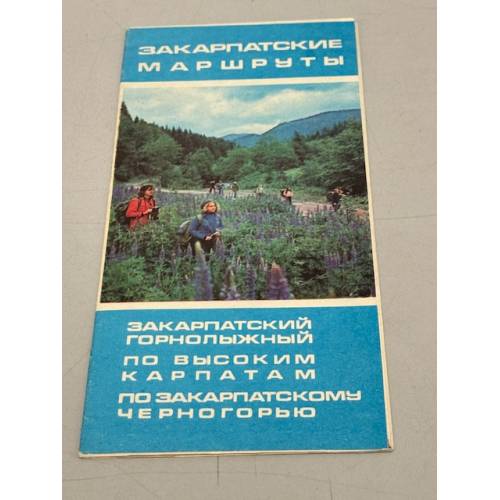 ЗАКАРПАТСКИЕ
МАРШРУТЫ
ЗАКАРПАТСКИЙ
ГОРНОЛЫЖНЫЙ
ПО ВЫСОКИМ
КАРПАТАМ
ПО ЗАКАРПАТСКОМУ
ЧЕРНОГОРЬЮ